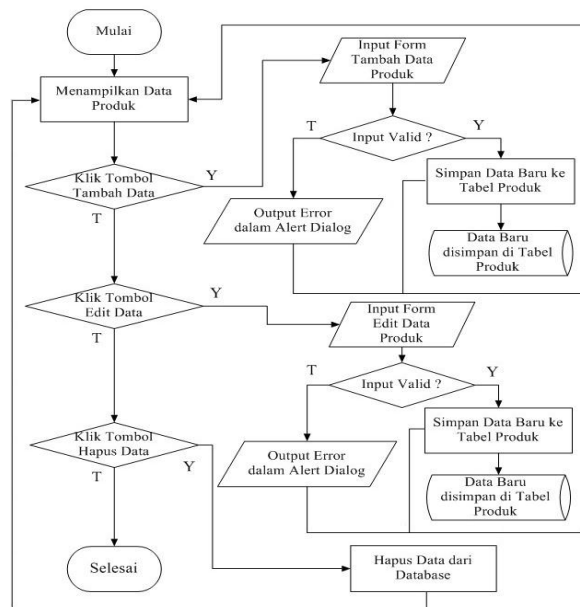 Mulai
Menampilkan Data
Produk
Klik Tombol
Tambah Data
Y
T
Input Form
Tambah Data
Produk
Input Valid ?
T
Y
Output Error
dalam Alert Dialog
Simpan Data Baru ke
Tabel Produk
Data Baru
disimpan di Tabel
Produk
Klik Tombol
Edit Data
Y
T
Input Form
Edit Data
Produk
Input Valid ?
T
Y
Output Error
dalam Alert Dialog
Simpan Data Baru ke
Tabel Produk
Data Baru
disimpan di Tabel
Produk
Klik Tombol
Hapus Data
Y
T
Hapus Data dari
Database
Selesai